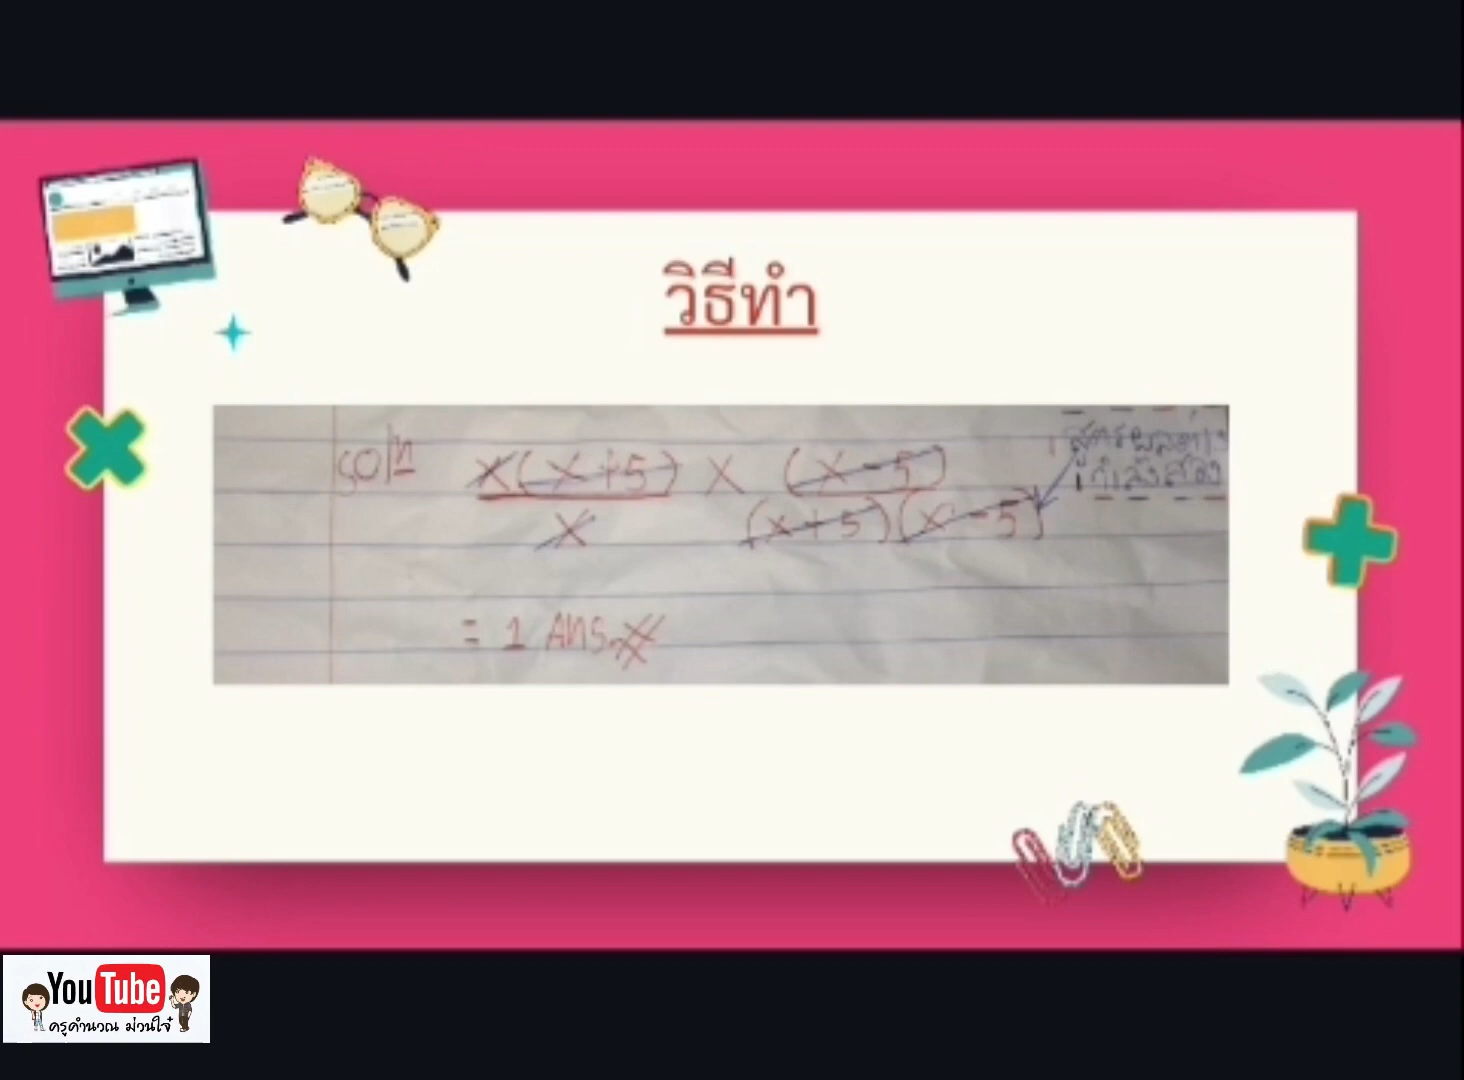 วิธีทำ
soln x(x+5) x (x-5)
x (x+5)(x-5)
สูตรผลต่าง
กำลังสอง
= 1 Ans.
YouTube
ครูคำนวณ ม่วนใจ๋